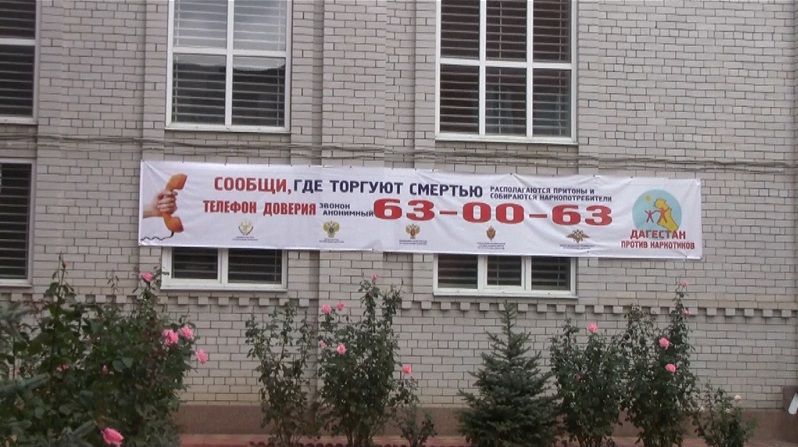 СООБЩИ, ГДЕ ТОРГУЮТ СМЕРТЬЮ
РАСПОЛАГАЮТСЯ ПРИТОНЫ И
СОБИРАЮТСЯ НАРКОПОТРЕБИТЕЛИ
ТЕЛЕФОН ДОВЕРИЯ
ЗВОНОК
АНОНИМНЫЙ
63-00-63
ДАГЕСТАН
ПРОТИВ НАРКОТИКОВ